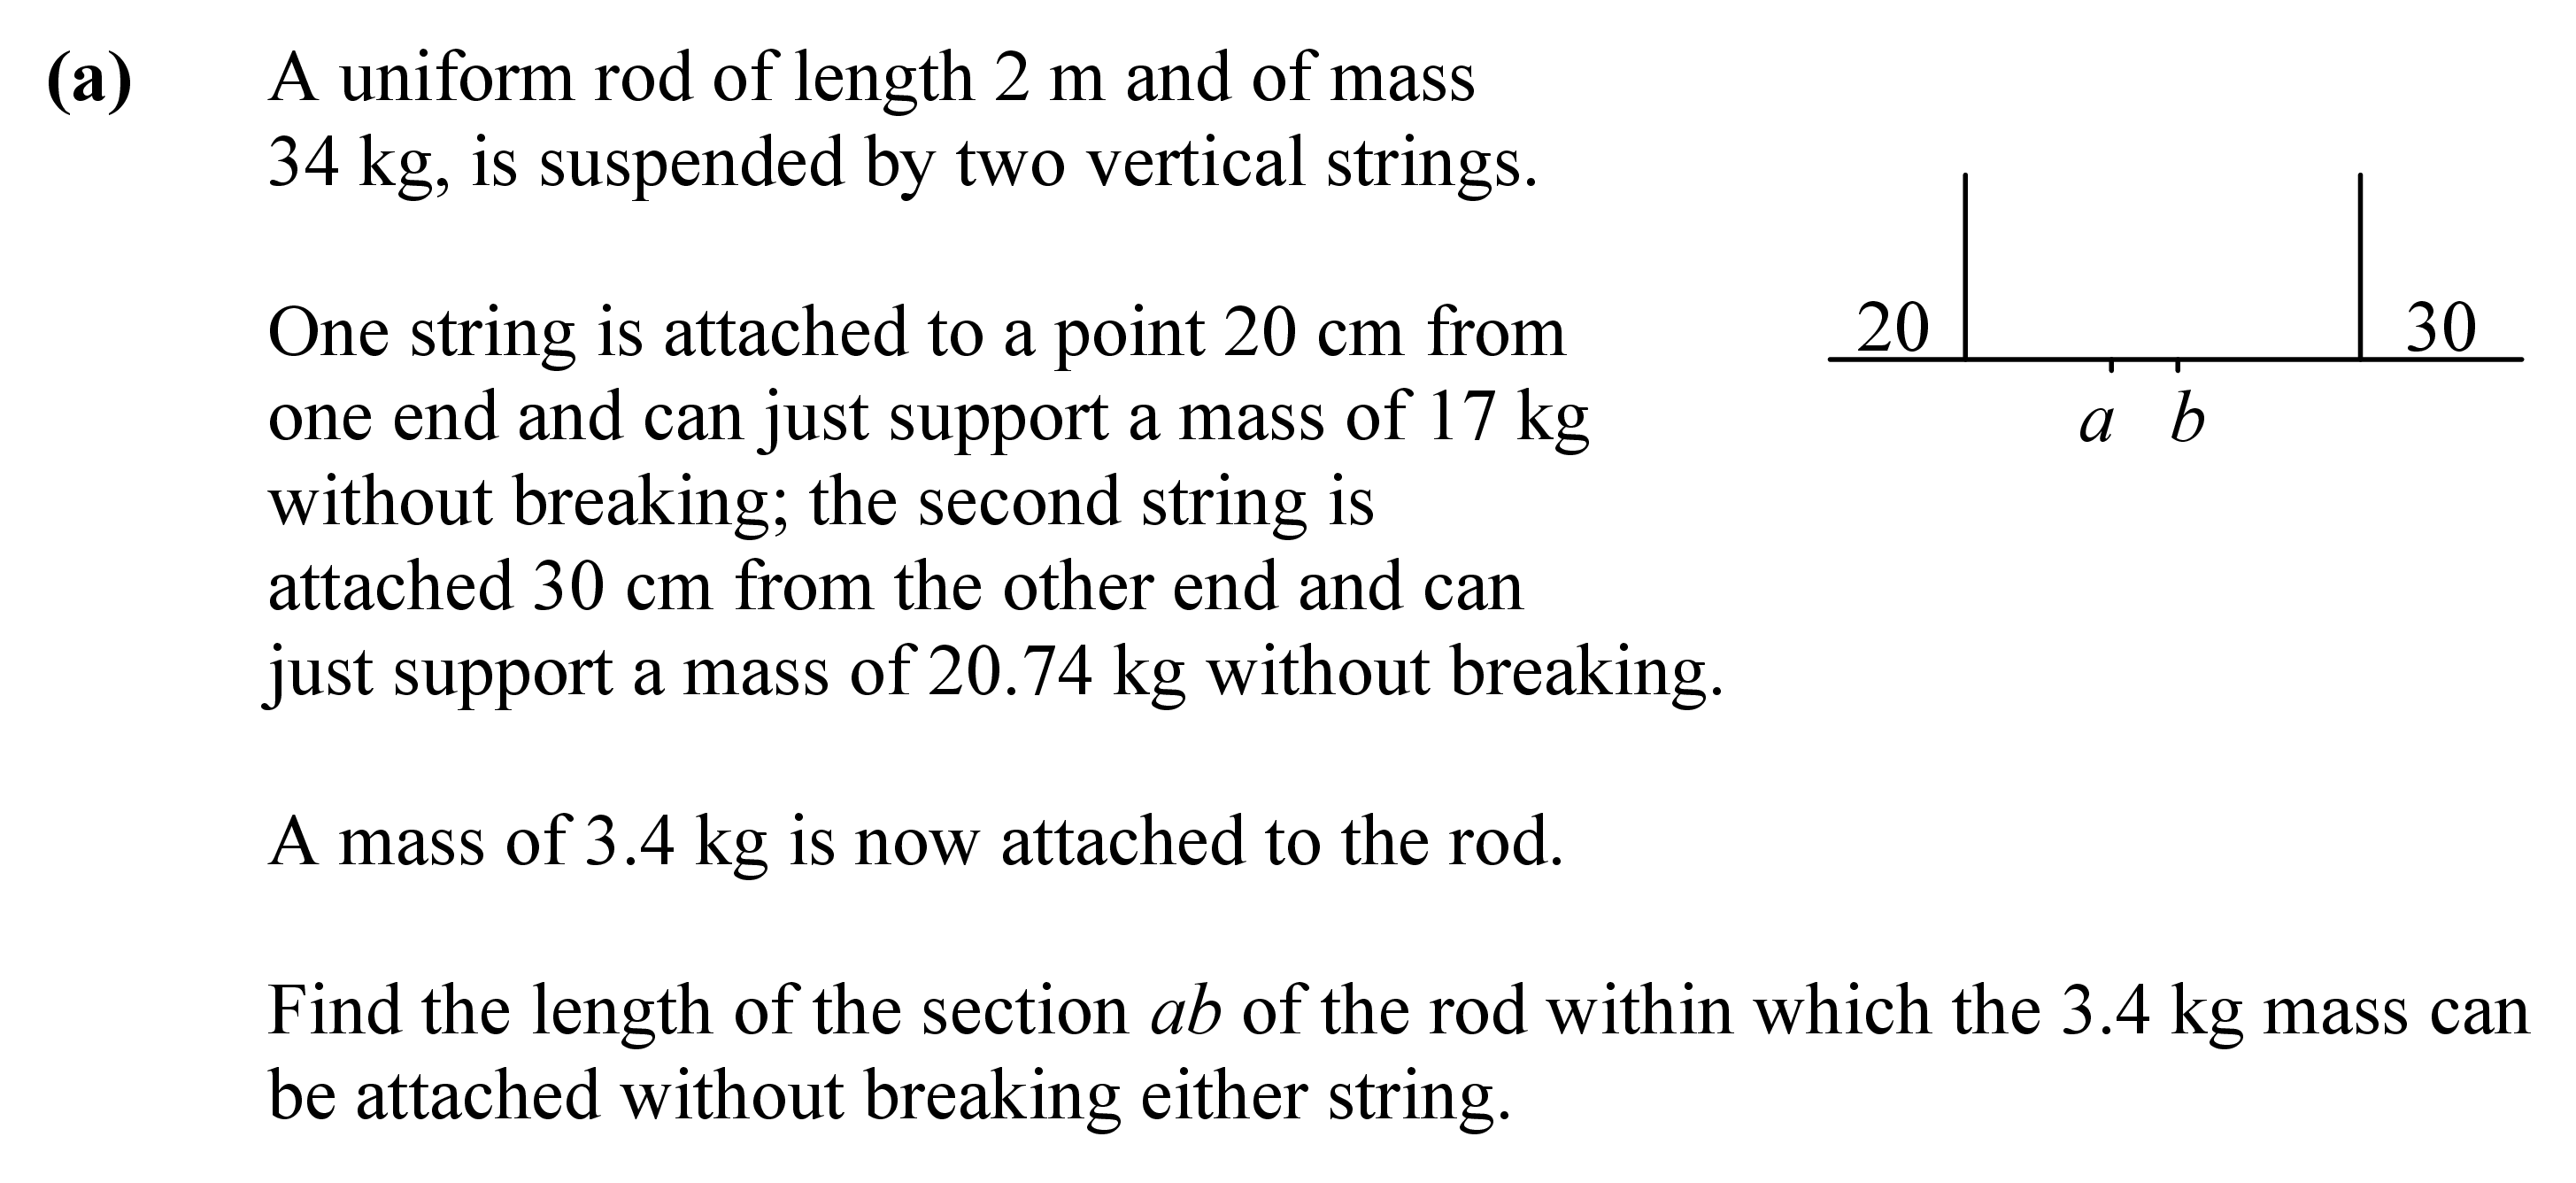 (a) A uniform rod of length 2 m and of mass
34 kg, is suspended by two vertical strings.
One string is attached to a point 20 cm from
one end and can just support a mass of 17 kg
without breaking; the second string is
attached 30 cm from the other end and can
just support a mass of 20.74 kg without breaking.
20 30
a b
A mass of 3.4 kg is now attached to the rod.
Find the length of the section ab of the rod within which the 3.4 kg mass can
be attached without breaking either string.